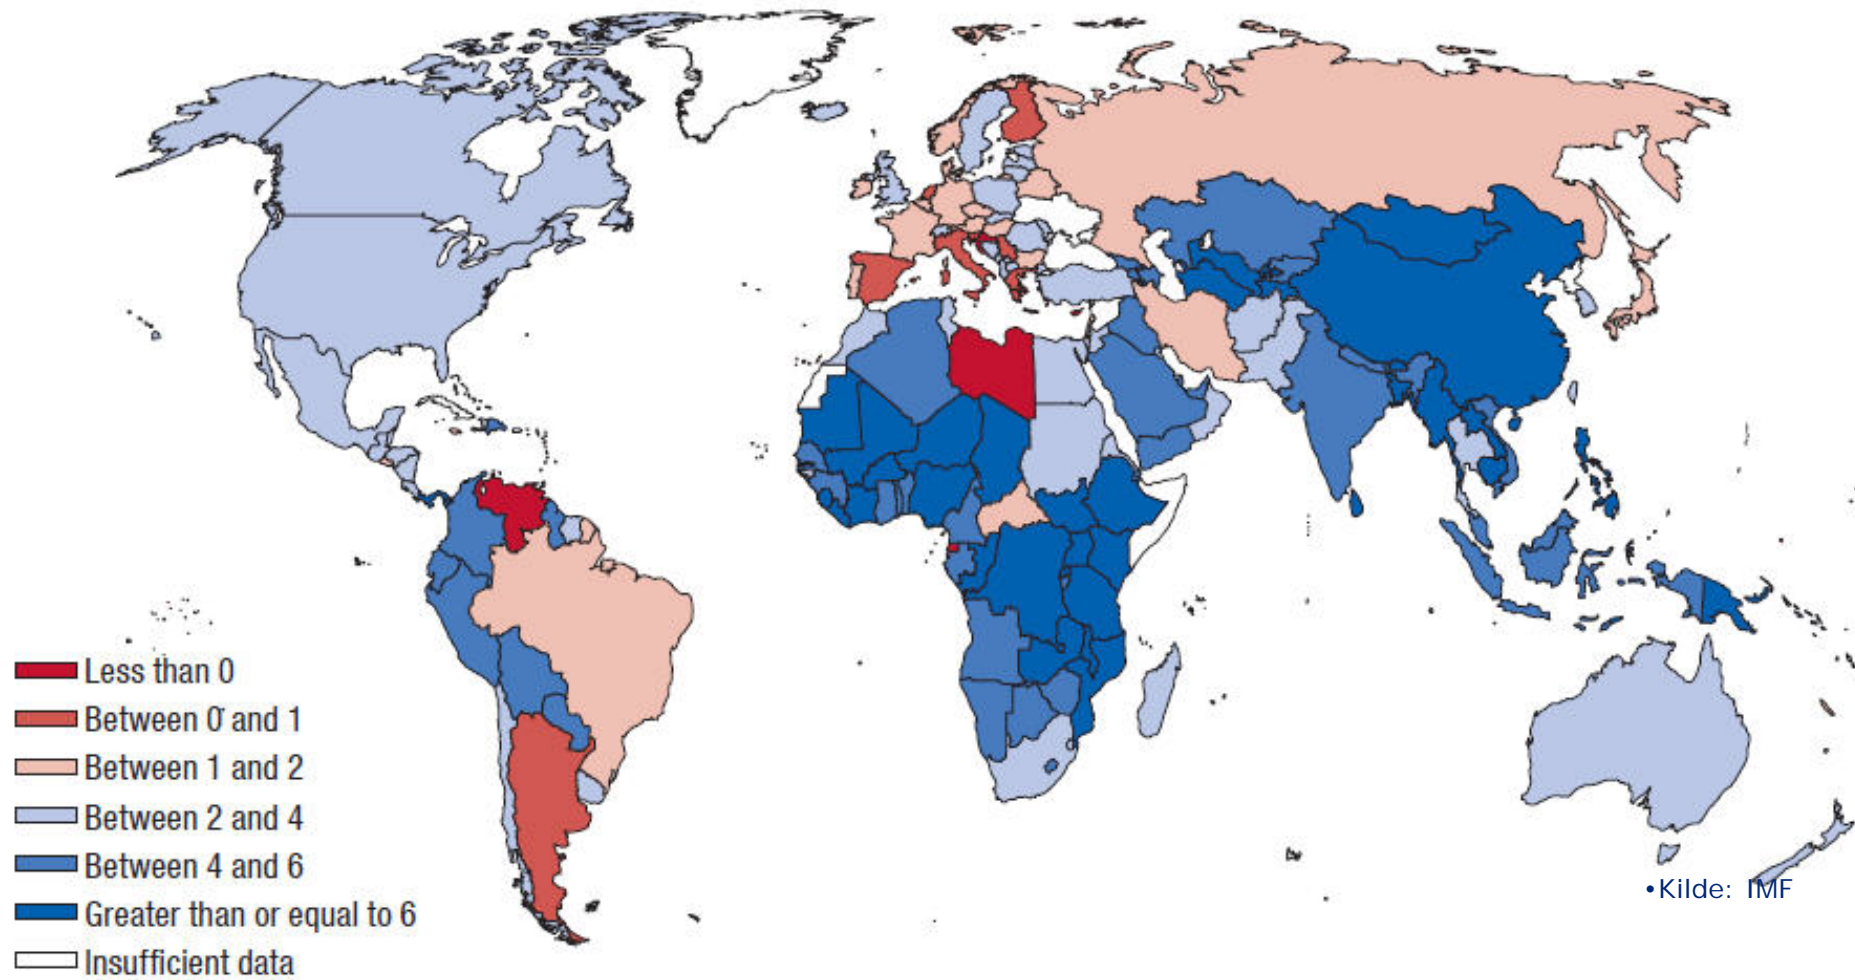 Less than 0
Between 0 and 1
Between 1 and 2
Between 2 and 4
Between 4 and 6
Greater than or equal to 6
Insufficient data
•Kilde: IMF